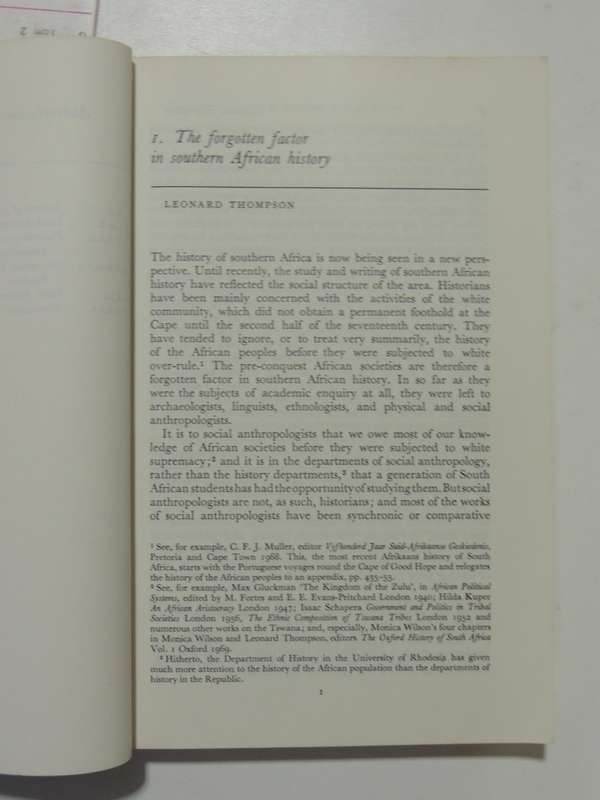 1. The forgotten factor
in southern African history
LEONARD THOMPSON
The history of southern Africa is now being seen in a new pers-
pective. Until recently, the study and writing of southern African
history have reflected the social structure of the area. Historians
have been mainly concerned with the activities of the white
community, which did not obtain a permanent foothold at the
Cape until the second half of the seventeenth century. They
have tended to ignore, or to treat very summarily, the history
of the African peoples before they were subjected to white
over-rule.¹ The pre-conquest African societies are therefore a
forgotten factor in southern African history. In so far as they
were the subjects of academic enquiry at all, they were left to
archaeologists, linguists, ethnologists, and physical and social
anthropologists.
It is to social anthropologists that we owe most of our know-
ledge of African societies before they were subjected to white
supremacy;² and it is in the departments of social anthropology,
rather than the history departments,³ that a generation of South
African students has had the opportunity of studying them. But social
anthropologists are not, as such, historians; and most of the works
of social anthropologists have been synchronic or comparative
¹ See, for example, C. F. J. Muller, editor Vyfhonderd Jaar Suid-Afrikaanse Geskiedenis,
Pretoria and Cape Town 1968. This, the most recent Afrikaans history of South
Africa, starts with the Portuguese voyages round the Cape of Good Hope and relegates
the history of the African peoples to an appendix, pp. 435–55.
² See, for example, Max Gluckman 'The Kingdom of the Zulu', in African Political
Systems, edited by M. Fortes and E. E. Evans-Pritchard London 1940; Hilda Kuper
An African Aristocracy London 1947; Isaac Schapera Government and Politics in Tribal
Societies London 1956, The Ethnic Composition of Tswana Tribes London 1952 and
numerous other works on the Tswana; and, especially, Monica Wilson's four chapters
in Monica Wilson and Leonard Thompson, editors The Oxford History of South Africa
Vol. 1 Oxford 1969.
³ Hitherto, the Department of History in the University of Rhodesia has given
much more attention to the history of the African population than the departments of
history in the Republic.
1